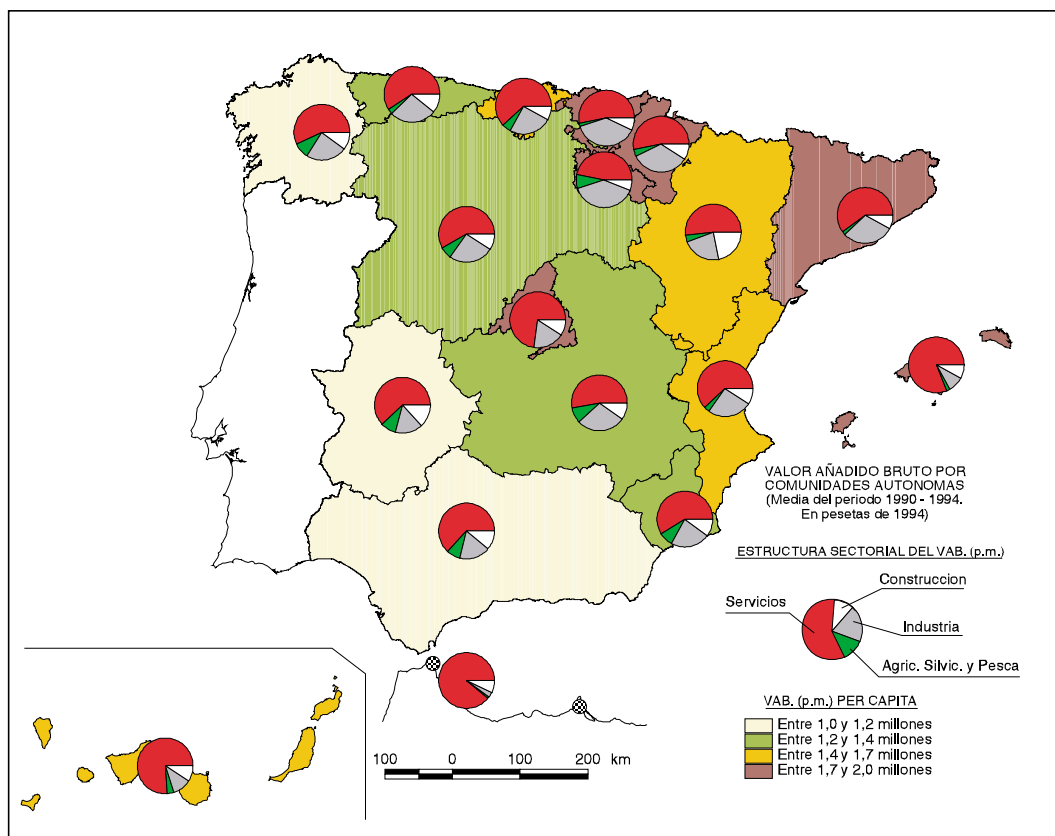 VALOR AÑADIDO BRUTO POR
COMUNIDADES AUTONOMAS
(Media del periodo 1990 - 1994.
En pesetas de 1994)
ESTRUCTURA SECTORIAL DEL VAB. (p.m.)
Construccion
Servicios
Industria
Agric. Silvic. y Pesca
VAB. (p.m.) PER CAPITA
Entre 1,0 y 1,2 millones
Entre 1,2 y 1,4 millones
Entre 1,4 y 1,7 millones
Entre 1,7 y 2,0 millones
100 0 100 200 km